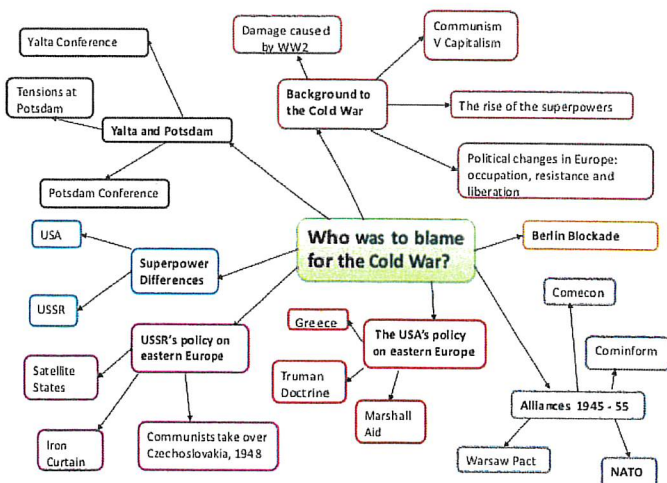 Yalta Conference
Tensions at
Potsdam
Yalta and Potsdam
Potsdam Conference
Damage caused
by WW2
Communism
V Capitalism
Background to
the Cold War
The rise of the superpowers
Political changes in Europe:
occupation, resistance and
liberation
USA
Superpower
Differences
USSR
Who was to blame
for the Cold War?
Berlin Blockade
USSR's policy on
eastern Europe
Satellite
States
Iron
Curtain
Communists take over
Czechoslovakia, 1948
Greece
The USA's policy
on eastern Europe
Truman
Doctrine
Marshall
Aid
Comecon
Cominform
Alliances 1945 - 55
Warsaw Pact
NATO